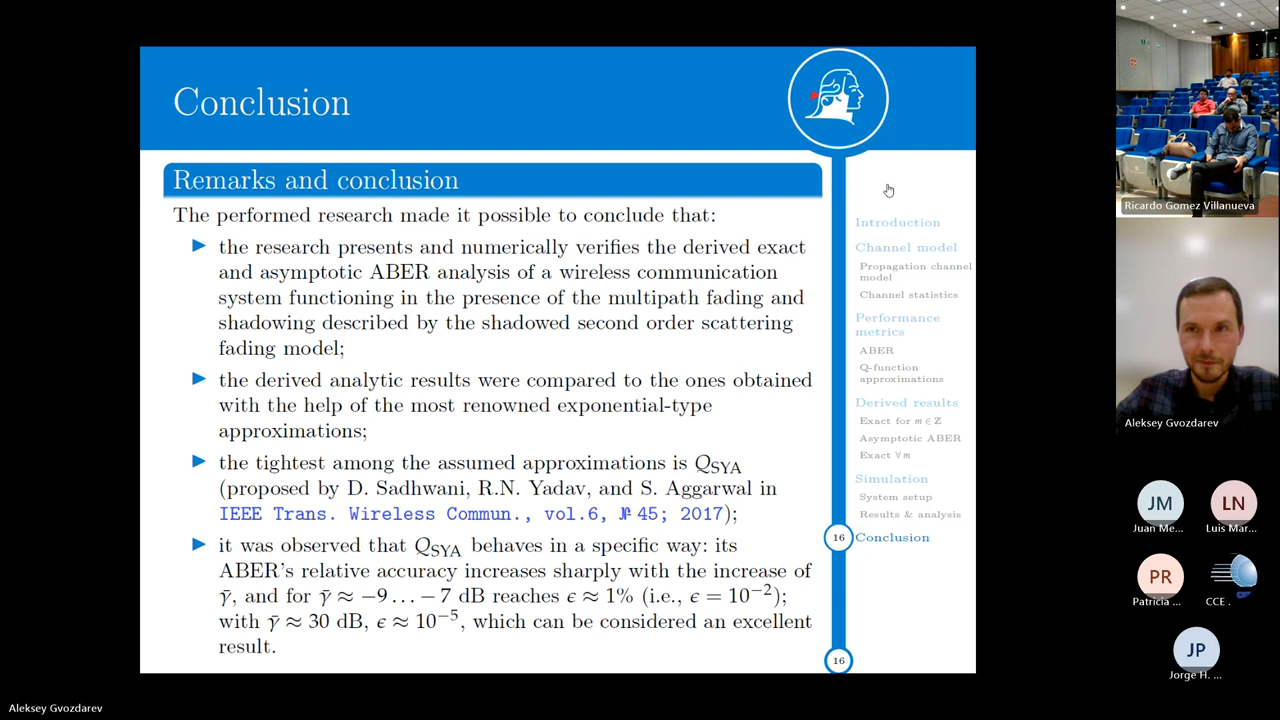 Conclusion
Remarks and conclusion
The performed research made it possible to conclude that:
the research presents and numerically verifies the derived exact
and asymptotic ABER analysis of a wireless communication
system functioning in the presence of the multipath fading and
shadowing described by the shadowed second order scattering
fading model;
the derived analytic results were compared to the ones obtained
with the help of the most renowned exponential-type
approximations;
the tightest among the assumed approximations is Q_SYA
(proposed by D. Sadhwani, R.N. Yadav, and S. Aggarwal in
IEEE Trans. Wireless Commun., vol.6, № 45; 2017);
it was observed that Q_SYA behaves in a specific way: its
ABER's relative accuracy increases sharply with the increase of
γ̄, and for γ̄ ≈ −9…−7 dB reaches ϵ ≈ 1% (i.e., ϵ = 10⁻²);
with γ̄ ≈ 30 dB, ϵ ≈ 10⁻⁵, which can be considered an excellent
result.
Introduction
Channel model
Propagation channel
model
Channel statistics
Performance
metrics
ABER
Q-function
approximations
Derived results
Exact for m ∈ ℤ
Asymptotic ABER
Exact ∀ m
Simulation
System setup
Results & analysis
16 Conclusion
16
Ricardo Gomez Villanueva
Aleksey Gvozdarev
JM
Juan Me...
LN
Luis Mar...
PR
Patricia ...
CCE .
JP
Jorge H. ...
Aleksey Gvozdarev